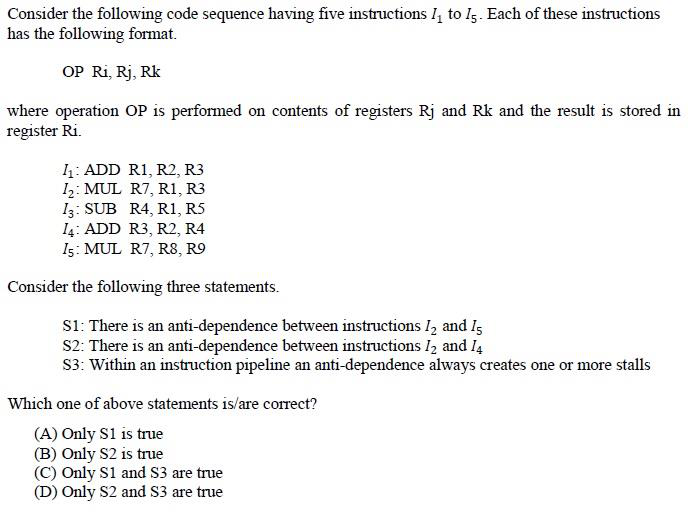 Consider the following code sequence having five instructions I₁ to I₅. Each of these instructions
has the following format.
OP Ri, Rj, Rk
where operation OP is performed on contents of registers Rj and Rk and the result is stored in
register Ri.
I₁: ADD R1, R2, R3
I₂: MUL R7, R1, R3
I₃: SUB R4, R1, R5
I₄: ADD R3, R2, R4
I₅: MUL R7, R8, R9
Consider the following three statements.
S1: There is an anti-dependence between instructions I₂ and I₅
S2: There is an anti-dependence between instructions I₂ and I₄
S3: Within an instruction pipeline an anti-dependence always creates one or more stalls
Which one of above statements is/are correct?
(A) Only S1 is true
(B) Only S2 is true
(C) Only S1 and S3 are true
(D) Only S2 and S3 are true